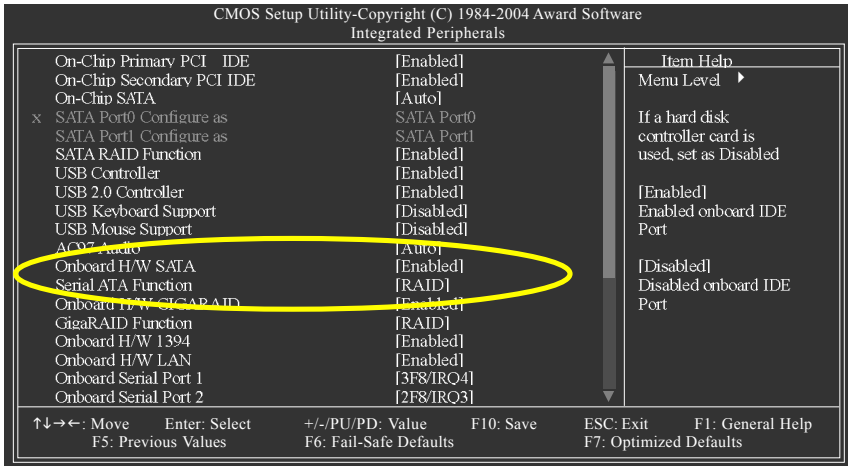 CMOS Setup Utility-Copyright (C) 1984-2004 Award Software
Integrated Peripherals
On-Chip Primary PCI IDE [Enabled]
On-Chip Secondary PCI IDE [Enabled]
On-Chip SATA [Auto]
x SATA Port0 Configure as SATA Port0
SATA Port1 Configure as SATA Port1
SATA RAID Function [Enabled]
USB Controller [Enabled]
USB 2.0 Controller [Enabled]
USB Keyboard Support [Disabled]
USB Mouse Support [Disabled]
AC97 Audio [Auto]
Onboard H/W SATA [Enabled]
Serial ATA Function [RAID]
Onboard H/W GIGARAID [Enabled]
GigaRAID Function [RAID]
Onboard H/W 1394 [Enabled]
Onboard H/W LAN [Enabled]
Onboard Serial Port 1 [3F8/IRQ4]
Onboard Serial Port 2 [2F8/IRQ3]
Item Help
Menu Level
If a hard disk
controller card is
used, set as Disabled
[Enabled]
Enabled onboard IDE
Port
[Disabled]
Disabled onboard IDE
Port
↑↓→←: Move Enter: Select +/-/PU/PD: Value F10: Save ESC: Exit F1: General Help
F5: Previous Values F6: Fail-Safe Defaults F7: Optimized Defaults